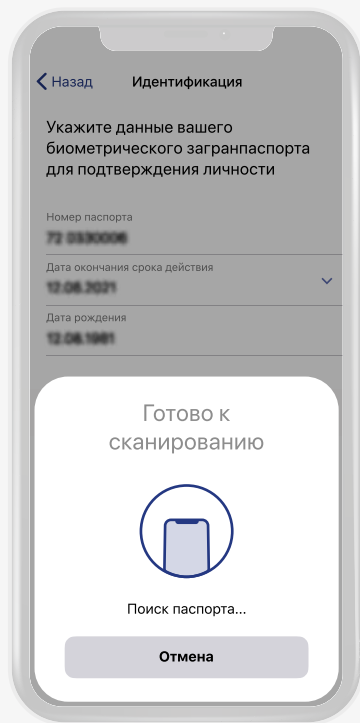 Назад
Идентификация
Укажите данные вашего
биометрического загранпаспорта
для подтверждения личности
Номер паспорта
Дата окончания срока действия
Дата рождения
Готово к
сканированию
Поиск паспорта...
Отмена